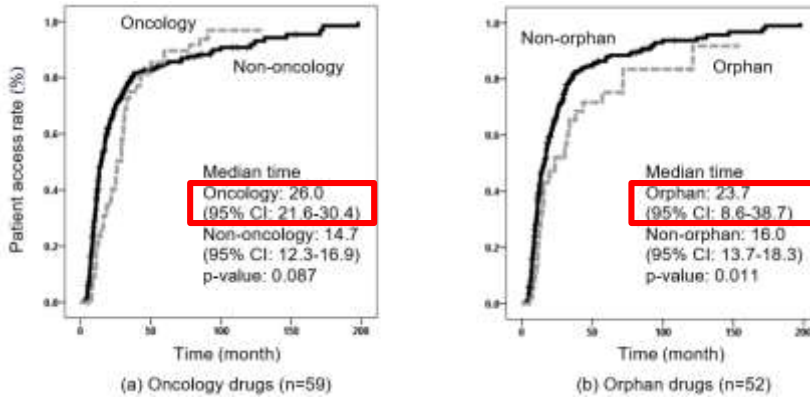 Oncology
Non-oncology
Patient access rate (%)
1.0
0.8
0.6
0.4
0.2
0.0
Median time
Oncology: 26.0
(95% CI: 21.6-30.4)
Non-oncology: 14.7
(95% CI: 12.3-16.9)
p-value: 0.087
0
50
100
150
200
Time (month)
(a) Oncology drugs (n=59)
Non-orphan
Orphan
1.0
0.8
0.6
0.4
0.2
0.0
Median time
Orphan: 23.7
(95% CI: 8.6-38.7)
Non-orphan: 16.0
(95% CI: 13.7-18.3)
p-value: 0.011
0
50
100
150
200
Time (month)
(b) Orphan drugs (n=52)